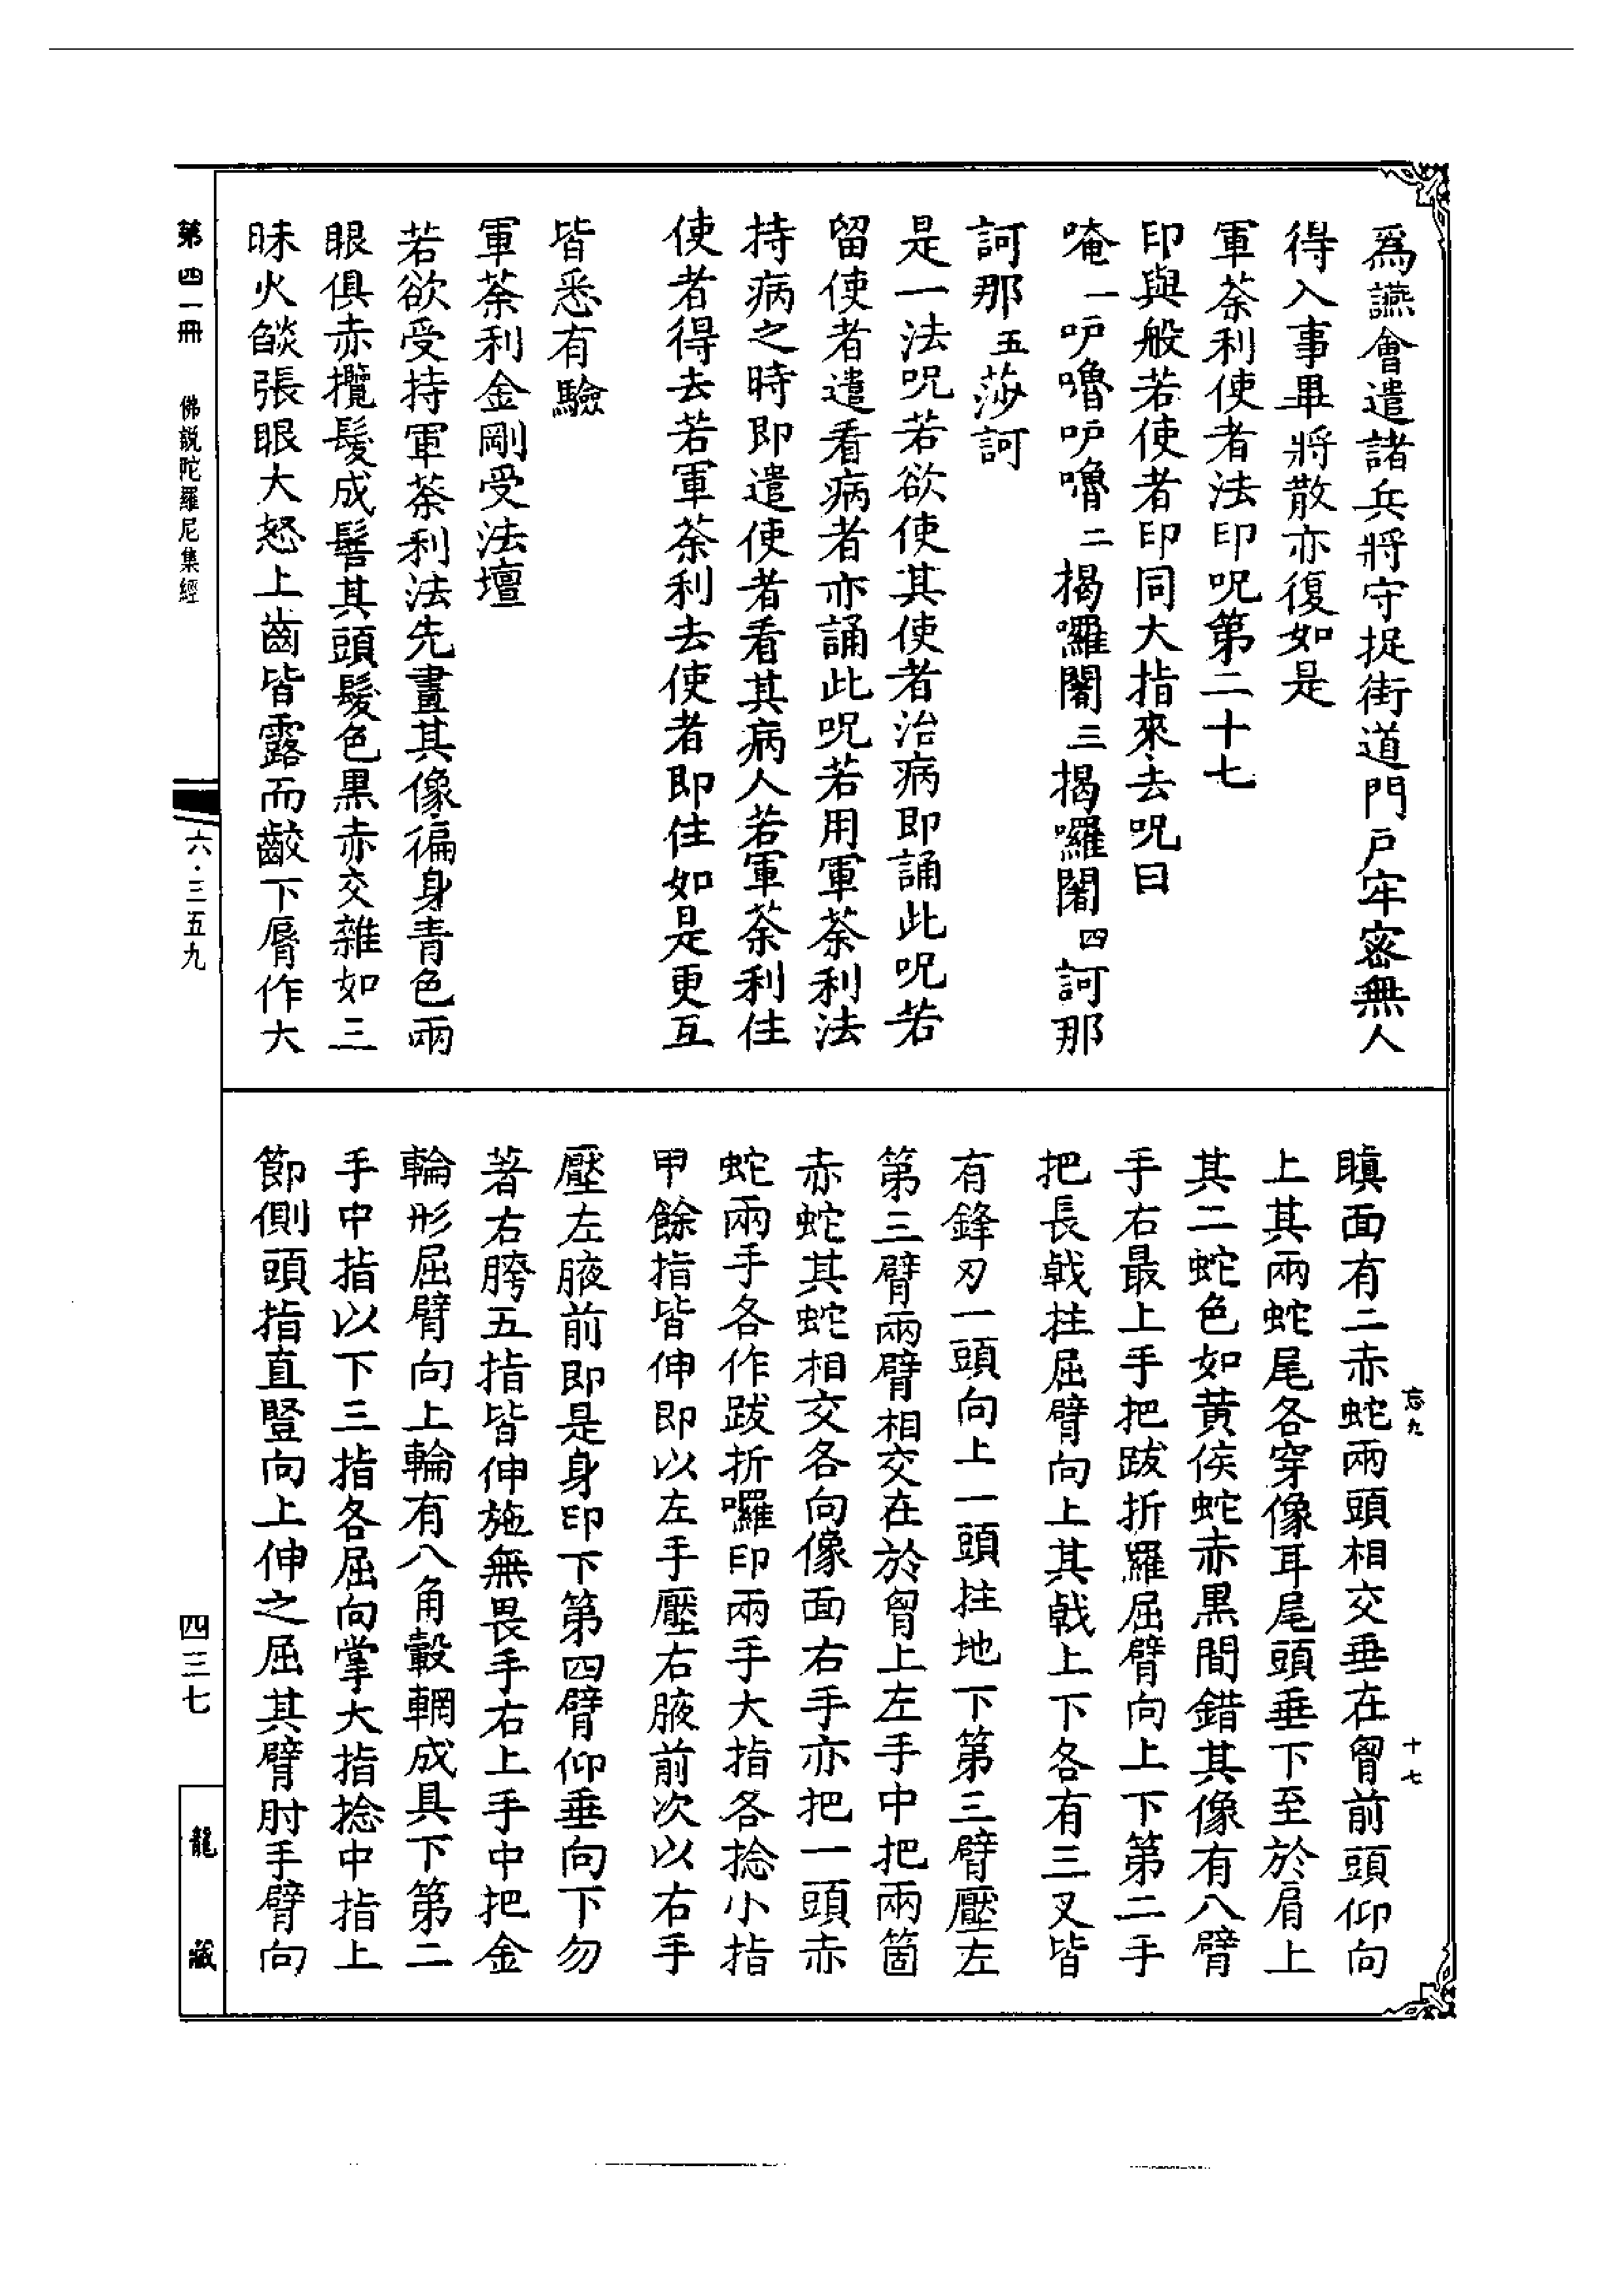 爲讌會遣諸兵將守捉街道門戸牢密無人
得入事畢將散亦復如是
軍荼利使者法印呪第二十七
印與般若使者印同大指來去呪曰
唵一𠰷嚕𠰷嚕二揭囉闍三揭囉闍四訶那
訶那五莎訶
是一法呪若欲使其使者治病即誦此呪若
留使者遣看病者亦誦此呪若用軍荼利法
持病之時即遣使者看其病人若軍荼利住
使者得去若軍荼利去使者即住如是更互
皆悉有驗
軍荼利金剛受法壇
若欲受持軍荼利法先畫其像徧身青色兩
眼俱赤攬髮成髻其頭髮色黒赤交雜如三
昧火𦦨張眼大怒上齒皆露而齩下脣作大
瞋面有二赤蛇兩頭相交垂在胷前頭仰向
上其兩蛇尾各穿像耳尾頭垂下至於肩上
其二蛇色如黃侯蛇赤黒間錯其像有八臂
手右最上手把跋折羅屈臂向上下第二手
把長戟拄屈臂向上其戟上下各有三叉皆
有鋒刃一頭向上一頭拄地下第三臂壓左
第三臂兩臂相交在於胷上左手中把兩箇
赤蛇其蛇相交各向像面右手亦把一頭赤
蛇兩手各作跋折囉印兩手大指各捻小指
甲餘指皆伸即以左手壓右腋前次以右手
壓左腋前即是身印下第四臂仰垂向下勿
著右胯五指皆伸施無畏手右上手中把金
輪形屈臂向上輪有八角轂輞成具下第二
手中指以下三指各屈向掌大指捻中指上
節側頭指直豎向上伸之屈其臂肘手臂向
忘九
十七
第四一冊
佛説陀羅尼集經
六·三五九
四三七
龍藏